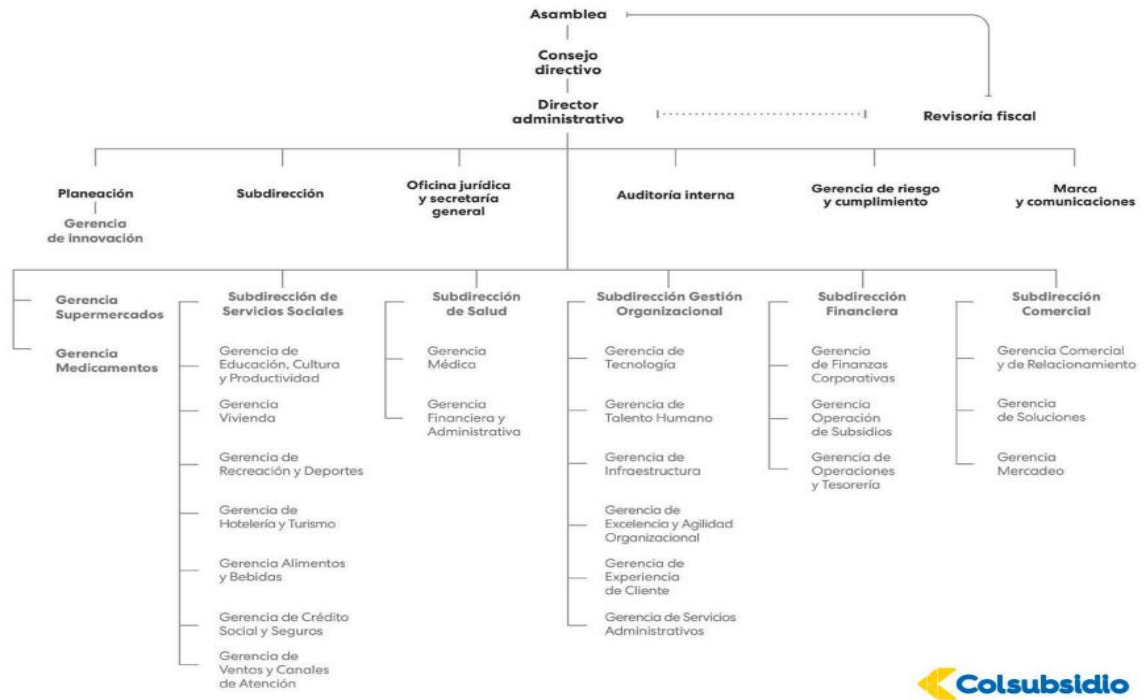 Asamblea
Consejo
directivo
Director
administrativo
Revisoría fiscal
Planeación
Gerencia
de innovación
Subdirección
Oficina jurídica
y secretaría
general
Auditoría interna
Gerencia de riesgo
y cumplimiento
Marca
y comunicaciones
Gerencia
Supermercados
Gerencia
Medicamentos
Subdirección de
Servicios Sociales
Gerencia de
Educación, Cultura
y Productividad
Gerencia
Vivienda
Gerencia de
Recreación y Deportes
Gerencia de
Hotelería y Turismo
Gerencia Alimentos
y Bebidas
Gerencia de Crédito
Social y Seguros
Gerencia de
Ventas y Canales
de Atención
Subdirección
de Salud
Gerencia
Médica
Gerencia
Financiera y
Administrativa
Subdirección Gestión
Organizacional
Gerencia de
Tecnología
Gerencia de
Talento Humano
Gerencia de
Infraestructura
Gerencia de
Excelencia y Agilidad
Organizacional
Gerencia de
Experiencia
de Cliente
Gerencia de Servicios
Administrativos
Subdirección
Financiera
Gerencia
de Finanzas
Corporativas
Gerencia
Operación
de Subsidios
Gerencia de
Operaciones
y Tesorería
Subdirección
Comercial
Gerencia Comercial
y de Relacionamiento
Gerencia
de Soluciones
Gerencia
Mercadeo
Colsubsidio